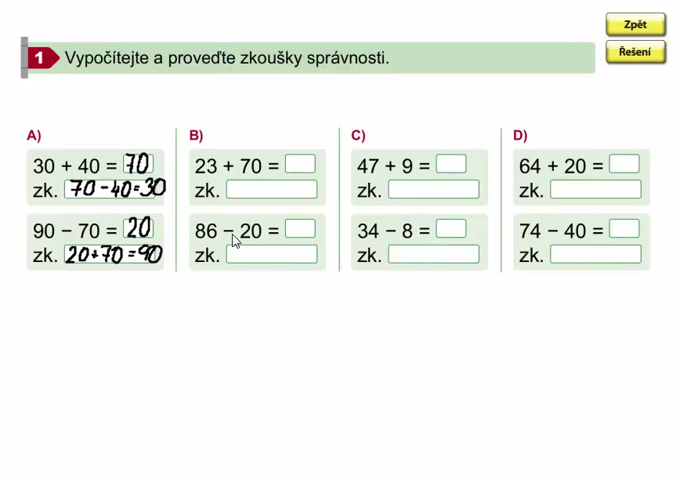 Zpět
Řešení
1 Vypočítejte a proveďte zkoušky správnosti.
A)
30 + 40 = 70
zk. 70 - 40 = 30
90 − 70 = 20
zk. 20 + 70 = 90
B)
23 + 70 =
zk.
86 − 20 =
zk.
C)
47 + 9 =
zk.
34 − 8 =
zk.
D)
64 + 20 =
zk.
74 − 40 =
zk.